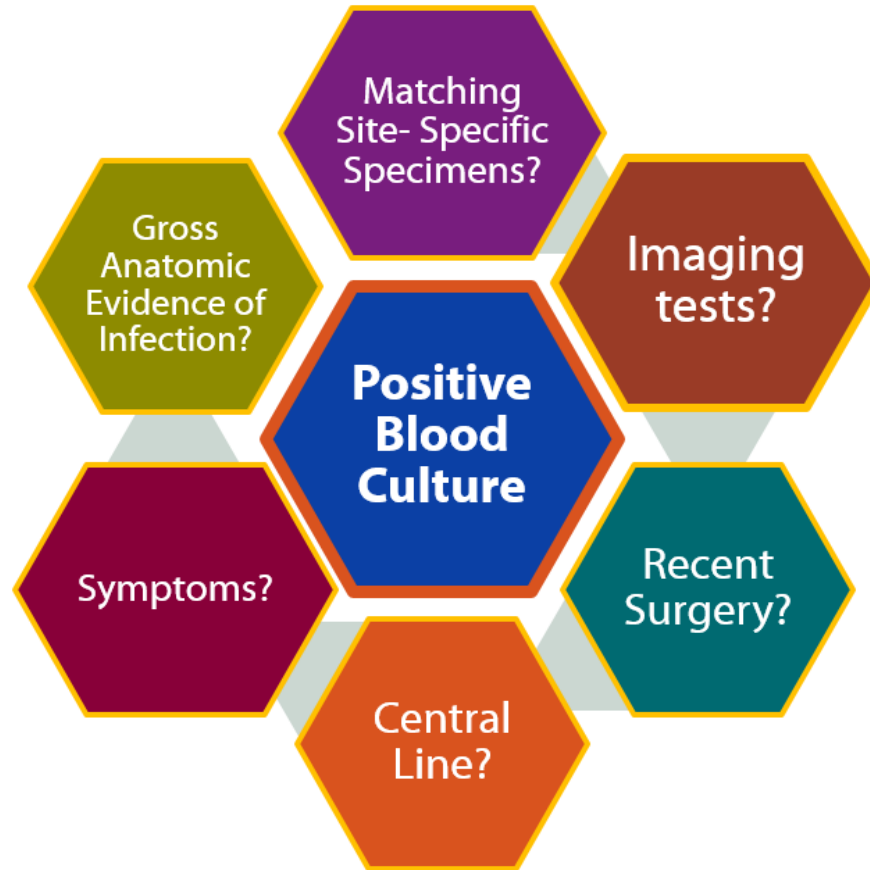 Matching
Site- Specific
Specimens?
Imaging
tests?
Recent
Surgery?
Central
Line?
Symptoms?
Gross
Anatomic
Evidence of
Infection?
Positive
Blood
Culture